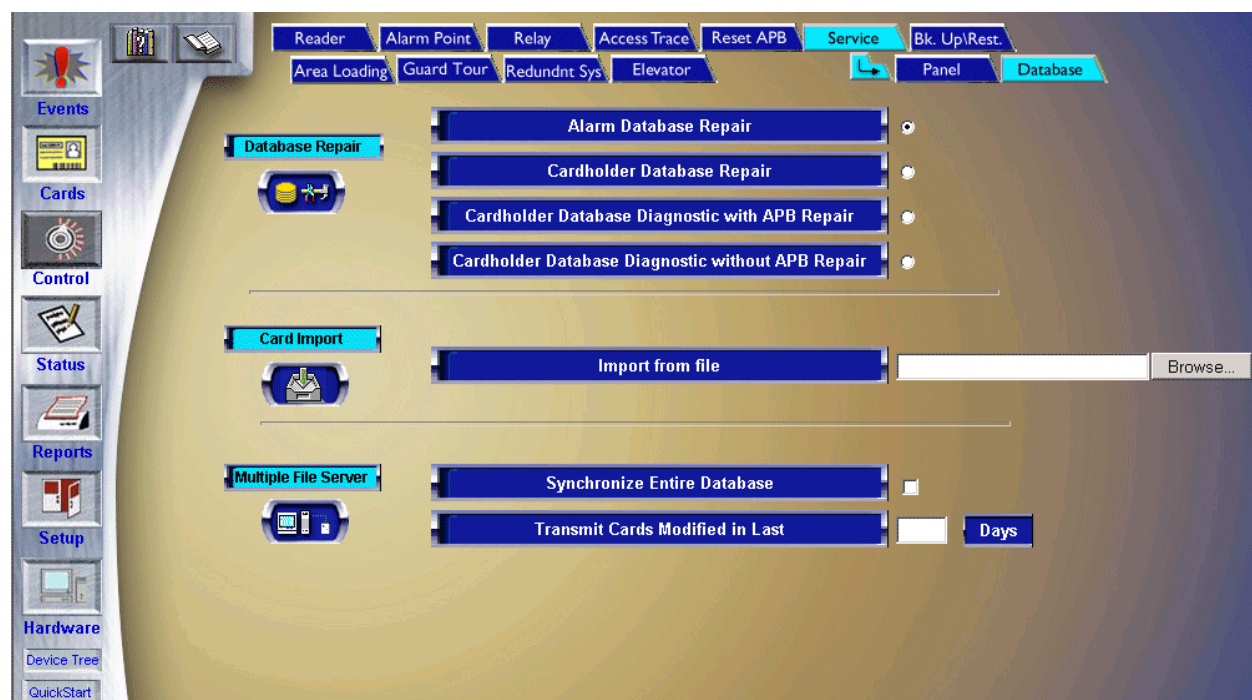 Reader Alarm Point Relay Access Trace Reset APB Service Bk. Up\Rest.
Area Loading Guard Tour Redundnt Sys Elevator Panel Database
Events
Cards
Control
Status
Reports
Setup
Hardware
Device Tree
QuickStart
Database Repair
Alarm Database Repair
Cardholder Database Repair
Cardholder Database Diagnostic with APB Repair
Cardholder Database Diagnostic without APB Repair
Card Import
Import from file Browse...
Multiple File Server
Synchronize Entire Database
Transmit Cards Modified in Last Days